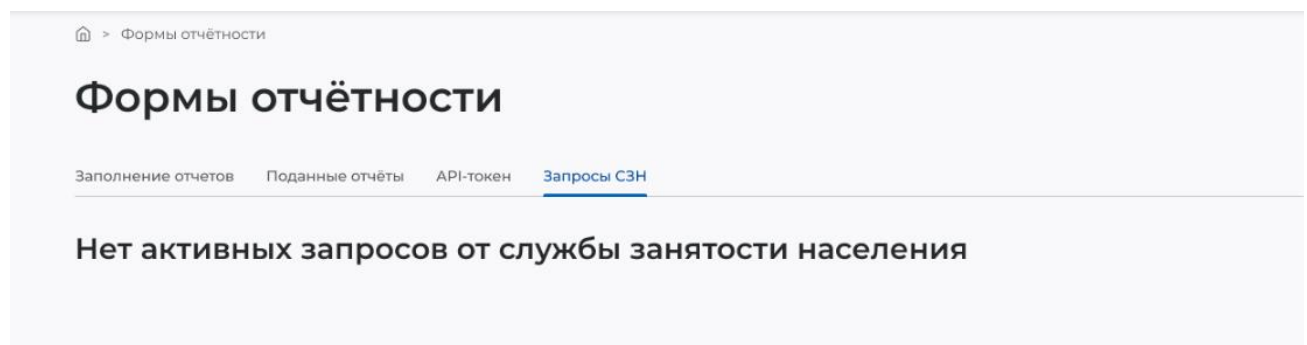 > Формы отчётности
Формы отчётности
Заполнение отчетов Поданные отчёты API-токен Запросы СЗН
Нет активных запросов от службы занятости населения